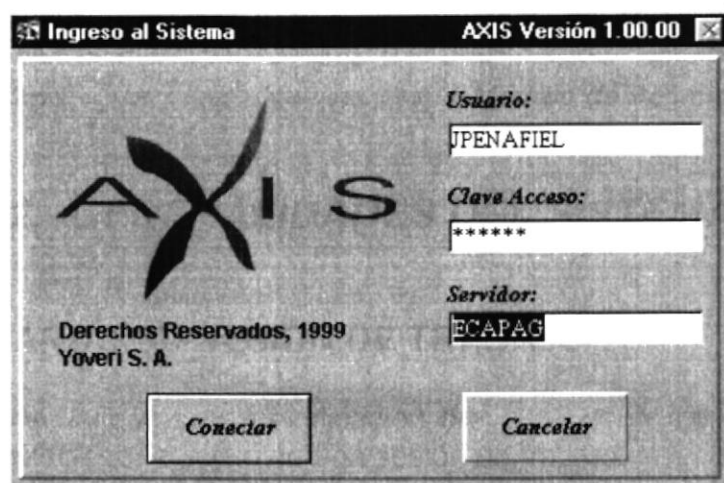 Ingreso al Sistema AXIS Versión 1.00.00
AXIS
Usuario:
JPENAFIEL
Clave Acceso:
******
Servidor:
ECAPAG
Derechos Reservados, 1999
Yoveri S. A.
Conectar Cancelar